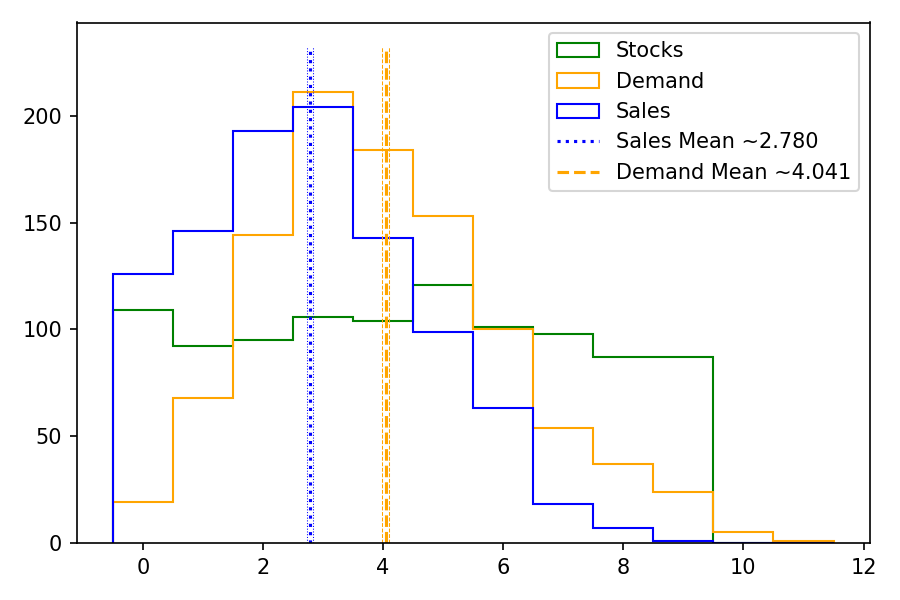 Stocks
Demand
Sales
Sales Mean ~2.780
Demand Mean ~4.041
200
150
100
50
0
0 2 4 6 8 10 12